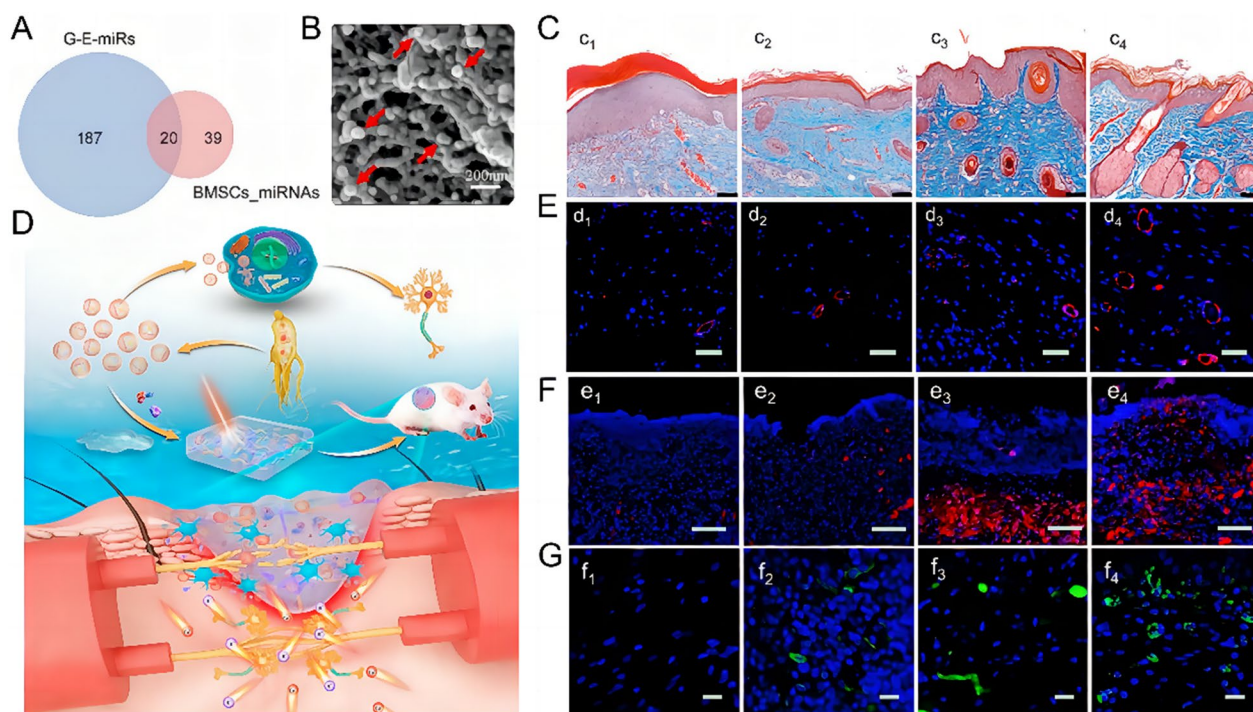 A
G-E-miRs
187
20
39
BMSCs_miRNAs
B
200nm
C
c1
c2
c3
c4
D
E
d1
d2
d3
d4
F
e1
e2
e3
e4
G
f1
f2
f3
f4